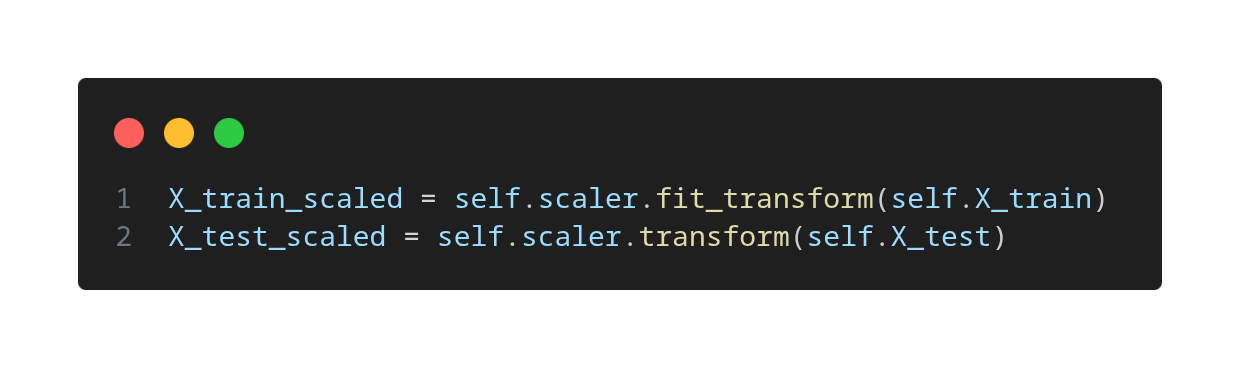 1 X_train_scaled = self.scaler.fit_transform(self.X_train)
2 X_test_scaled = self.scaler.transform(self.X_test)